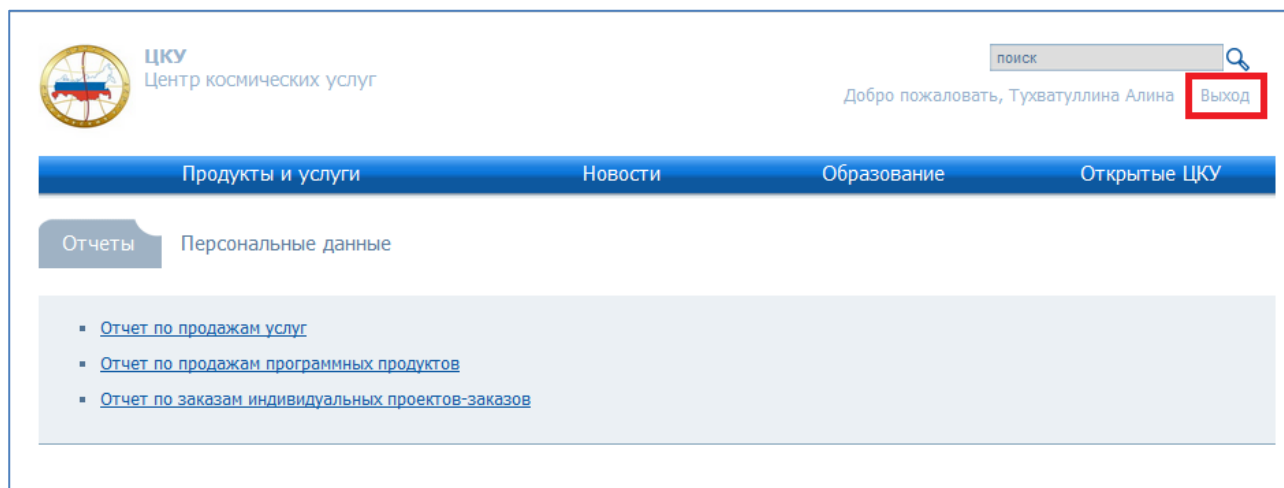 ЦКУ
Центр космических услуг
поиск
Добро пожаловать, Тухватуллина Алина Выход
Продукты и услуги Новости Образование Открытые ЦКУ
Отчеты Персональные данные
Отчет по продажам услуг
Отчет по продажам программных продуктов
Отчет по заказам индивидуальных проектов-заказов